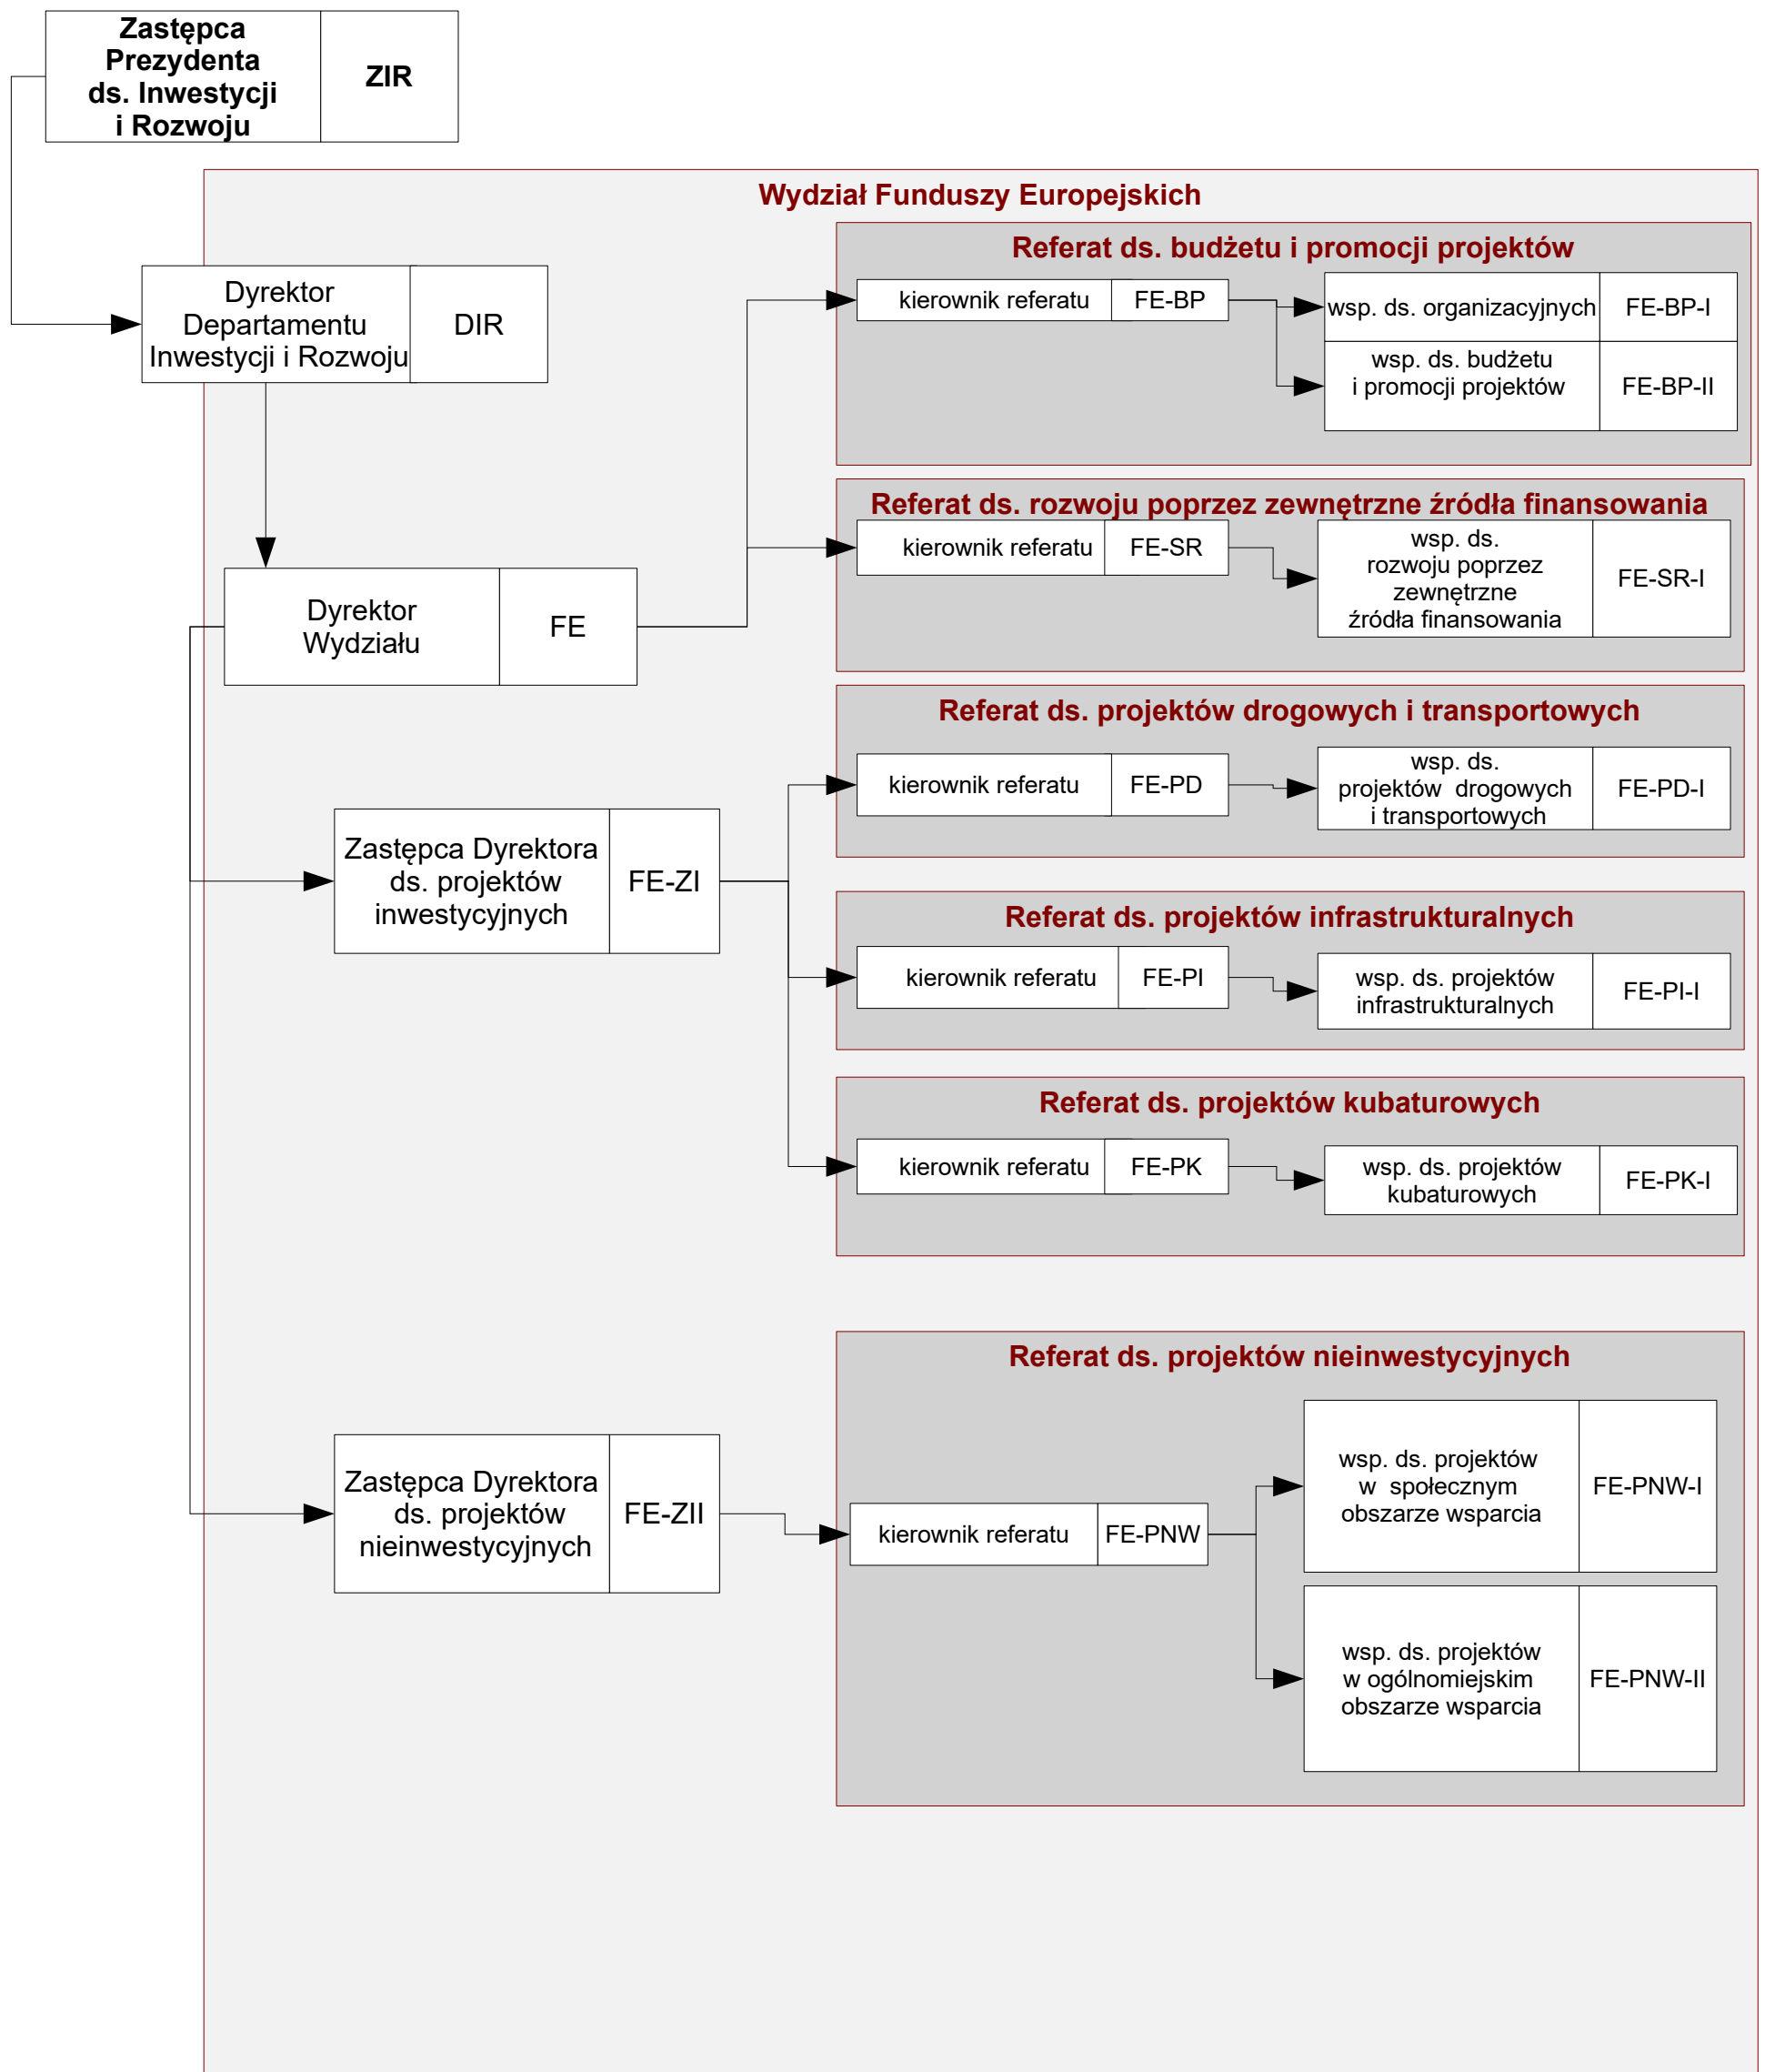 Zastępca
Prezydenta
ds. Inwestycji
i Rozwoju
ZIR
Wydział Funduszy Europejskich
Dyrektor
Departamentu
Inwestycji i Rozwoju
DIR
Referat ds. budżetu i promocji projektów
kierownik referatu
FE-BP
wsp. ds. organizacyjnych
FE-BP-I
wsp. ds. budżetu
i promocji projektów
FE-BP-II
Referat ds. rozwoju poprzez zewnętrzne źródła finansowania
kierownik referatu
FE-SR
wsp. ds.
rozwoju poprzez
zewnętrzne
źródła finansowania
FE-SR-I
Dyrektor
Wydziału
FE
Referat ds. projektów drogowych i transportowych
kierownik referatu
FE-PD
wsp. ds.
projektów  drogowych
i transportowych
FE-PD-I
Zastępca Dyrektora
ds. projektów
inwestycyjnych
FE-ZI
Referat ds. projektów infrastrukturalnych
kierownik referatu
FE-PI
wsp. ds. projektów
infrastrukturalnych
FE-PI-I
Referat ds. projektów kubaturowych
kierownik referatu
FE-PK
wsp. ds. projektów
kubaturowych
FE-PK-I
Referat ds. projektów nieinwestycyjnych
Zastępca Dyrektora
ds. projektów
nieinwestycyjnych
FE-ZII
kierownik referatu
FE-PNW
wsp. ds. projektów
w  społecznym
obszarze wsparcia
FE-PNW-I
wsp. ds. projektów
w ogólnomiejskim
obszarze wsparcia
FE-PNW-II